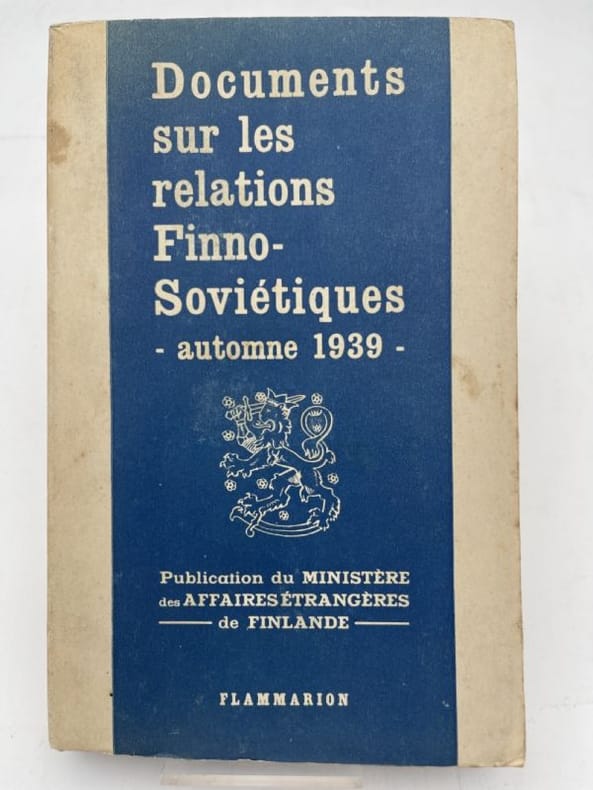 Documents
sur les
relations
Finno-
Soviétiques
- automne 1939 -
Publication du MINISTÈRE
des AFFAIRES ÉTRANGÈRES
de FINLANDE
FLAMMARION